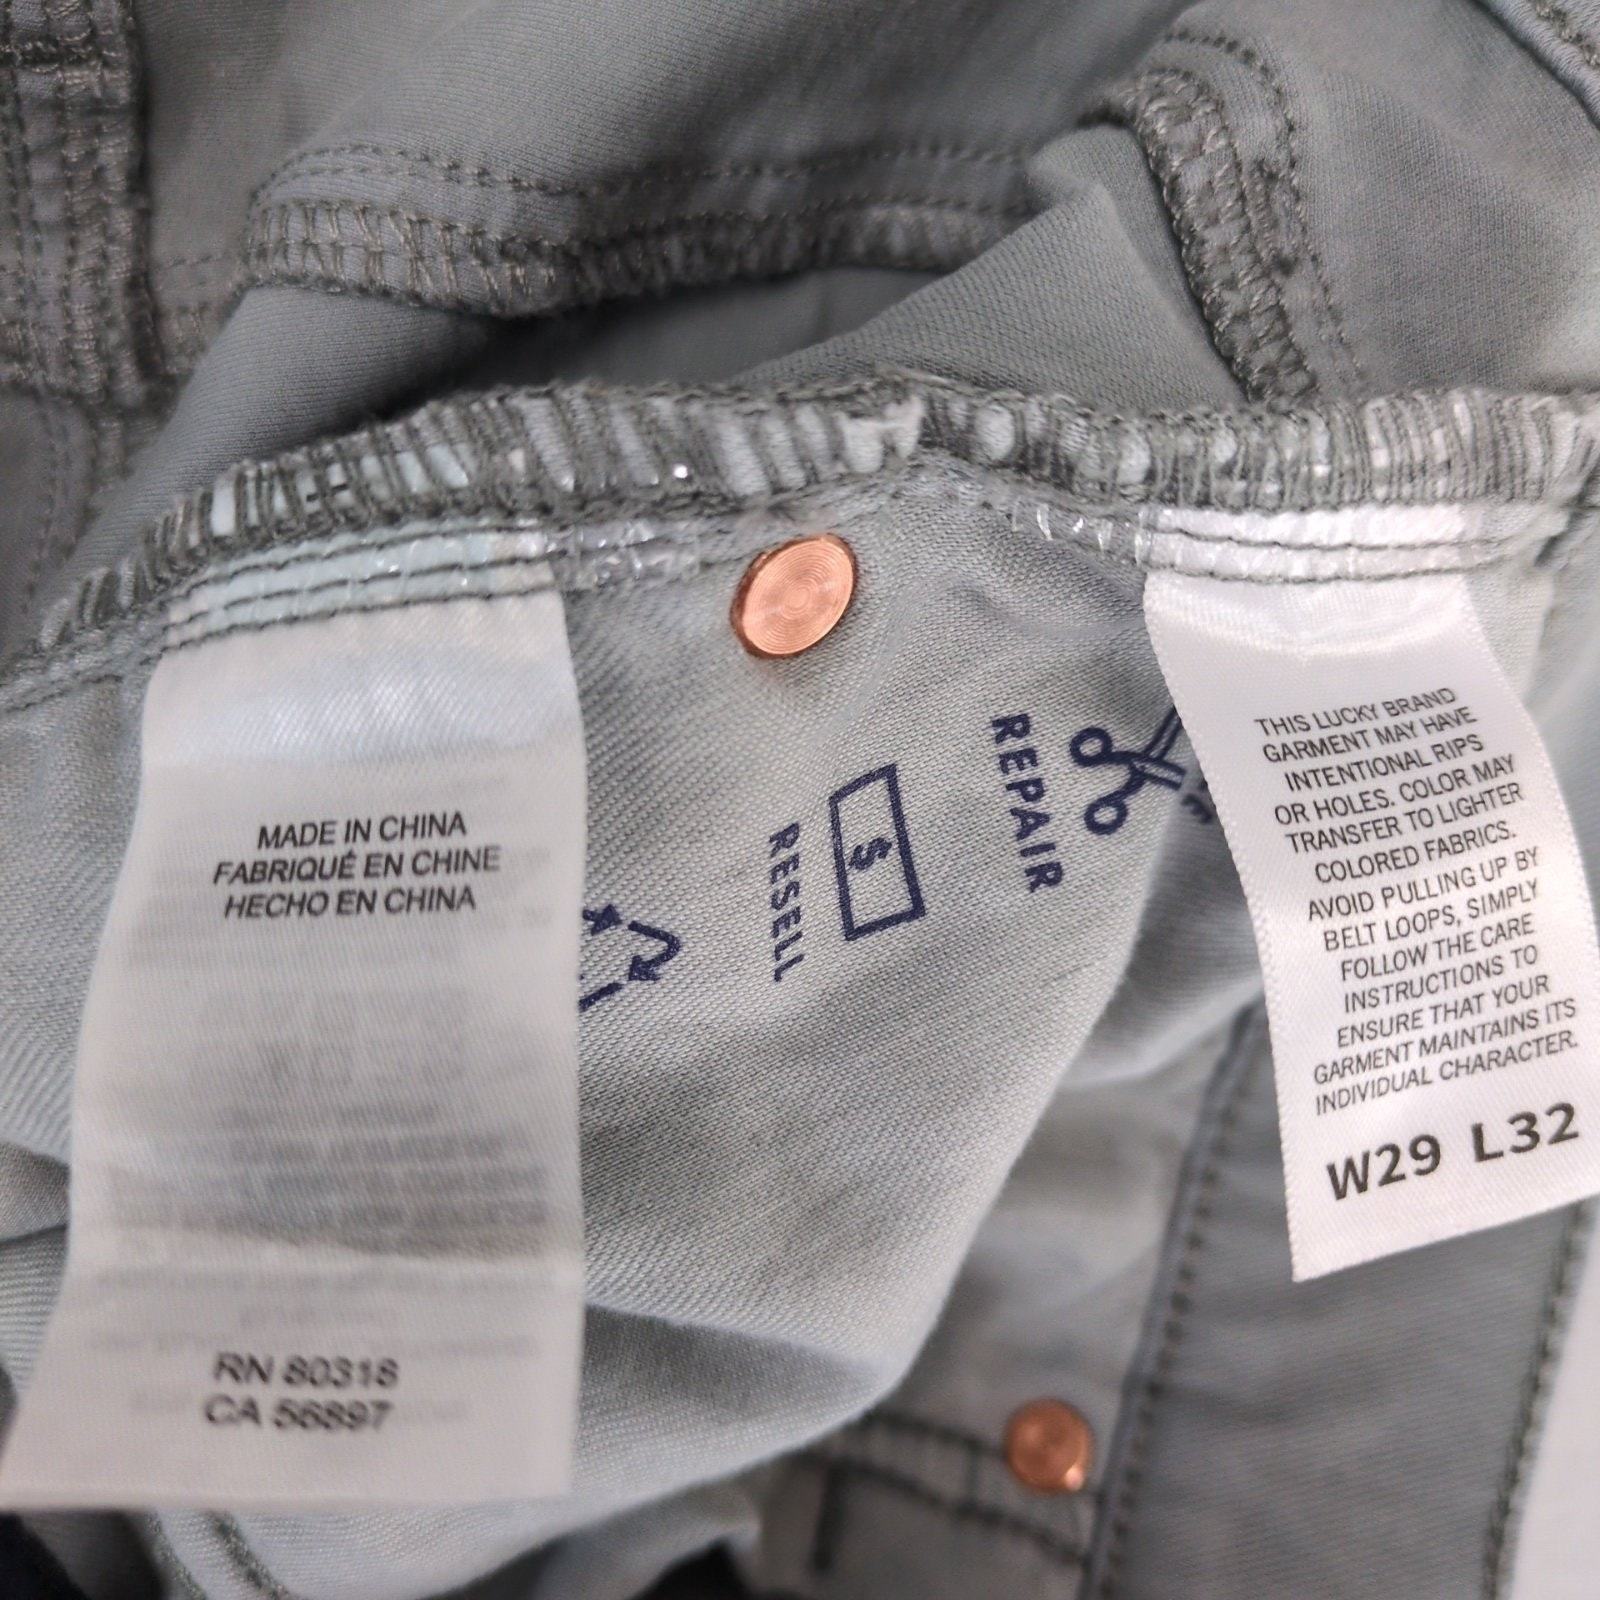 MADE IN CHINA
FABRIQUÉ EN CHINE
HECHO EN CHINA
RN 80318
CA 56897
RESELL
$
REPAIR
THIS LUCKY BRAND
GARMENT MAY HAVE
INTENTIONAL RIPS
OR HOLES. COLOR MAY
TRANSFER TO LIGHTER
COLORED FABRICS.
AVOID PULLING UP BY
BELT LOOPS, SIMPLY
FOLLOW THE CARE
INSTRUCTIONS TO
ENSURE THAT YOUR
GARMENT MAINTAINS ITS
INDIVIDUAL CHARACTER.
W29 L32